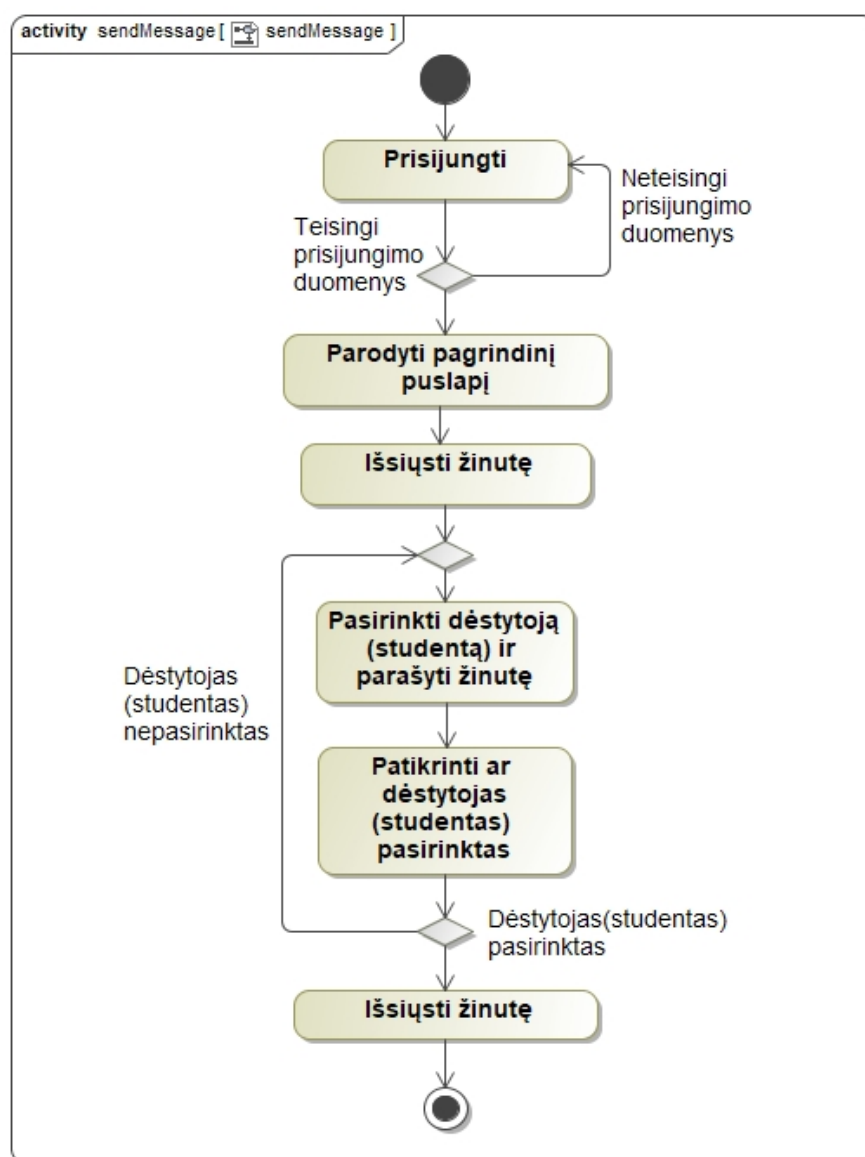 activity sendMessage [ sendMessage ]
Prisijungti
Neteisingi
prisijungimo
duomenys
Teisingi
prisijungimo
duomenys
Parodyti pagrindinį
puslapį
Išsiųsti žinutę
Pasirinkti dėstytoją
(studentą) ir
parašyti žinutę
Dėstytojas
(studentas)
nepasirinktas
Patikrinti ar
dėstytojas
(studentas)
pasirinktas
Dėstytojas(studentas)
pasirinktas
Išsiųsti žinutę